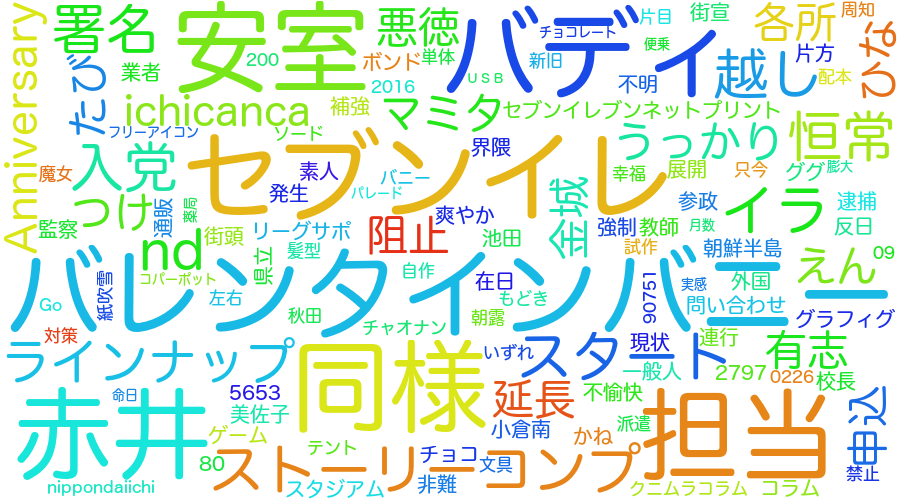 Anniversary
署名
安室
悪徳
バディ
各所
周知
ひな
片目
街宣
チョコレート
便乗
新旧
片方
業者
200
ボンド
単体
USB
2016
不明
越し
配本
たび
ichicanca
補強
マミタ
セブンイレブンネットプリント
フリーアイコン
ソード
うっかり
恒常
入党
セブンイレ
界隈
魔女
素人
バニー
幸福
展開
只今
ググ
膨大
発生
パレード
金城
イラ
逮捕
つけ
通販
薬局
爽やか
参政
監察
街頭
リーグサポ
阻止
強制
教師
月数
反日
nd
髪型
池田
試作
朝鮮半島
えん
09
県立
自作
在日
バレンタインバニー
コバーポット
紙吹雪
左右
もどき
90751
実感
外国
問い合わせ
Go
秋田
チャオナン
朝露
グラフィグ
対策
ラインナップ
同様
いずれ
スタート
現状
連行
有志
一般人
2797
0226
校長
赤井
命日
5653
延長
不愉快
担当
申込
美佐子
小倉南
派遣
ゲーム
かね
80
ストーリーコンプ
テント
チョコ
文具
禁止
nippondaiichi
スタジアム
非難
クニムラコラム
コラム